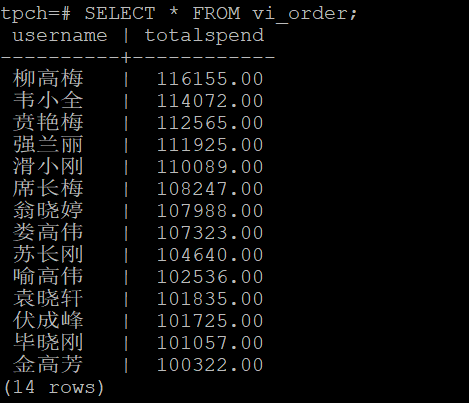 tpch=# SELECT * FROM vi_order;
 username | totalspend
----------+------------
 柳高梅   |  116155.00
 韦小全   |  114072.00
 贲艳梅   |  112565.00
 强兰丽   |  111925.00
 滑小刚   |  110089.00
 席长梅   |  108247.00
 翁晓婷   |  107988.00
 娄高伟   |  107323.00
 苏长刚   |  104640.00
 喻高伟   |  102536.00
 袁晓轩   |  101835.00
 伏成峰   |  101725.00
 毕晓刚   |  101057.00
 金高芳   |  100322.00
(14 rows)